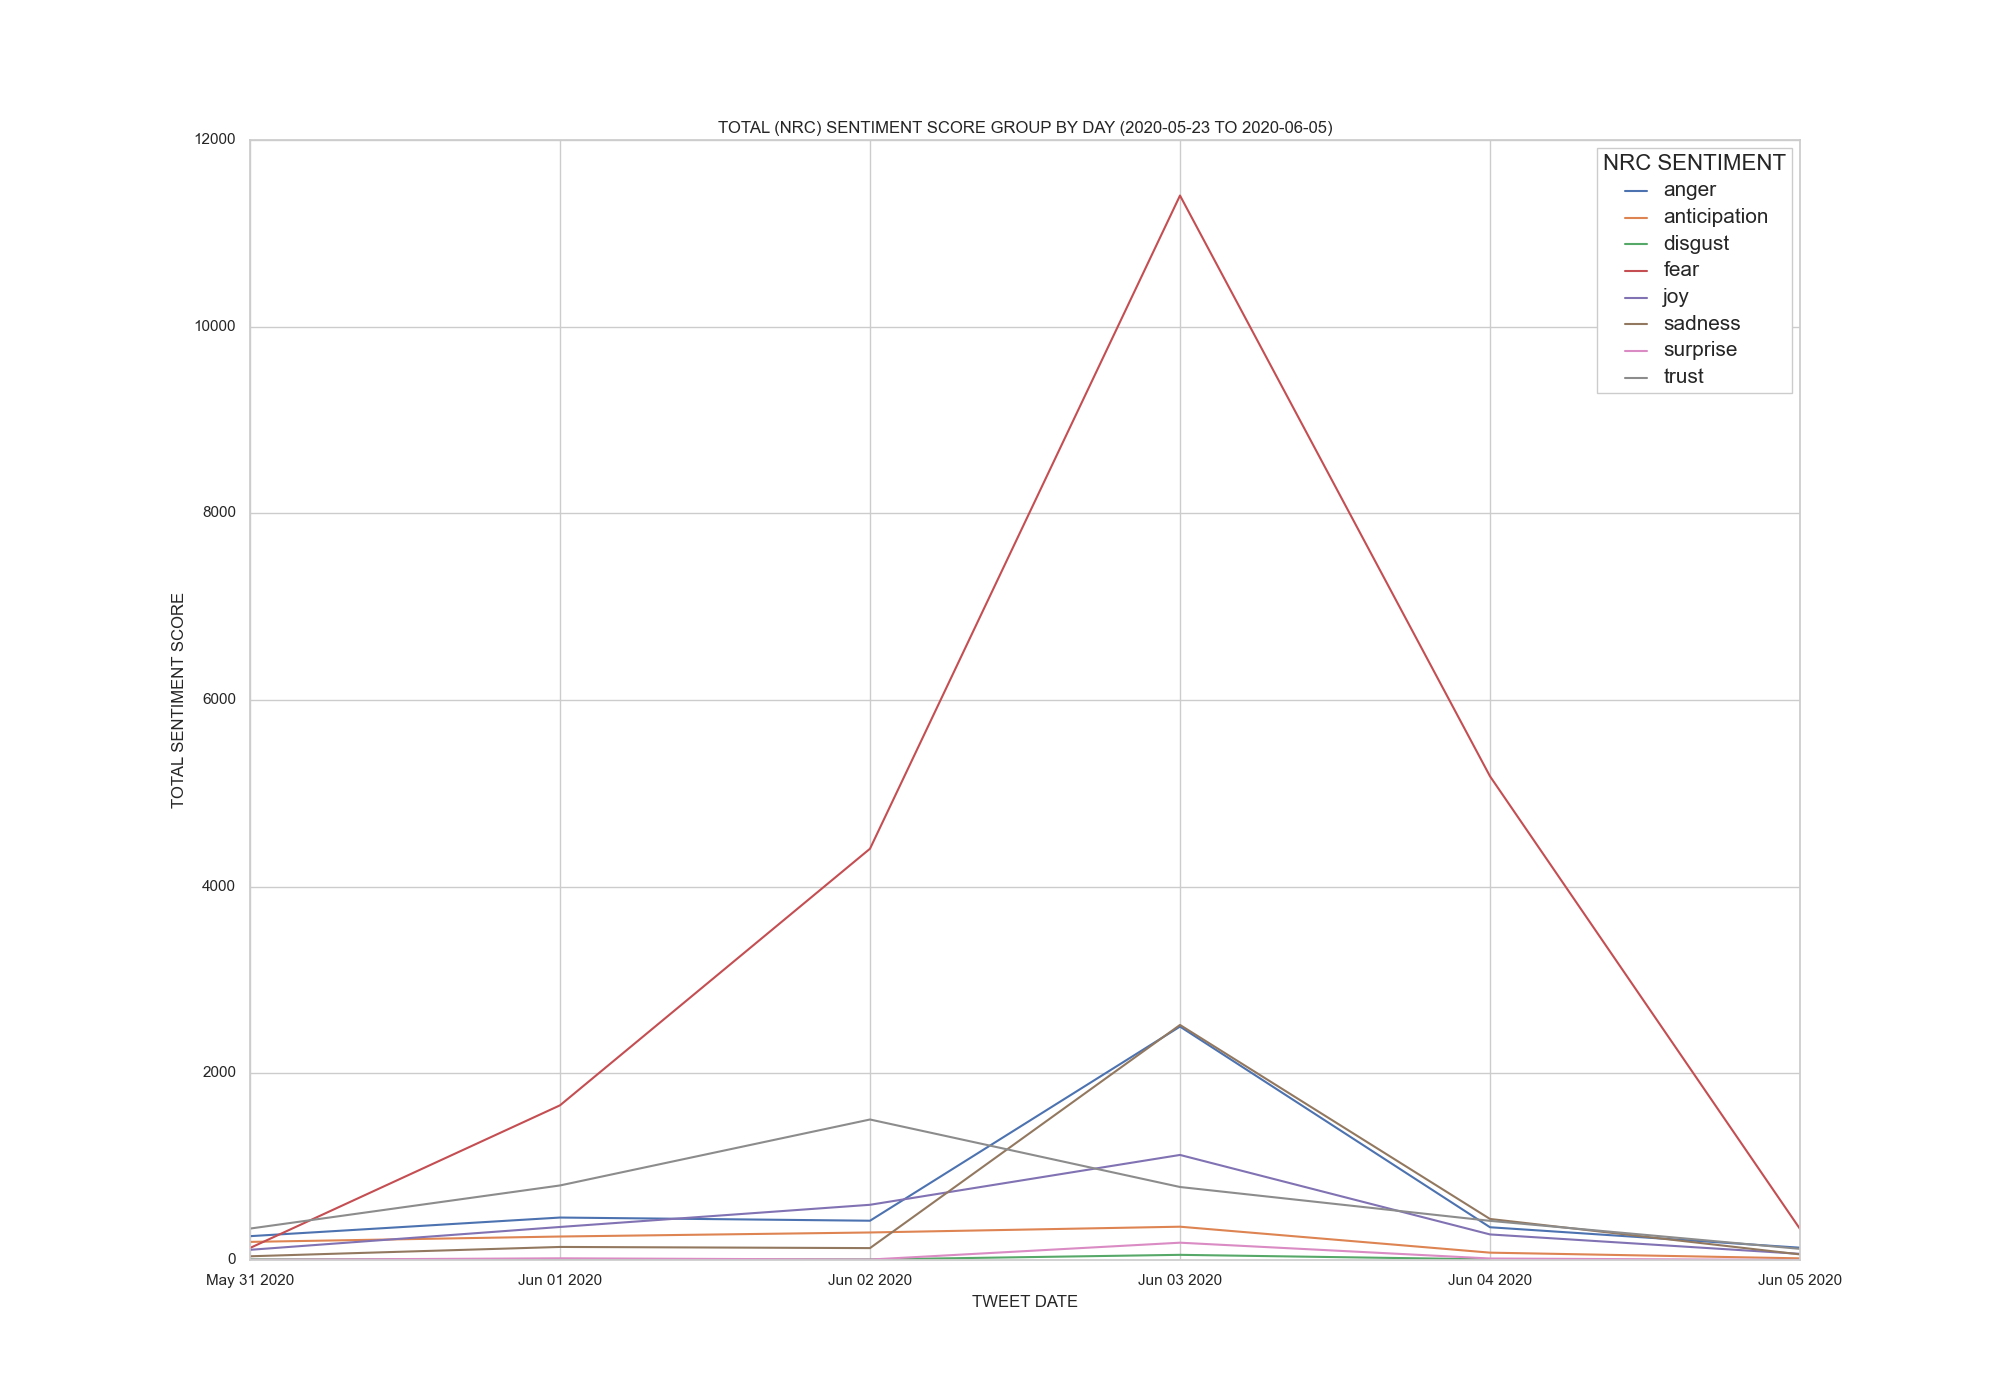 TOTAL (NRC) SENTIMENT SCORE GROUP BY DAY (2020-05-23 TO 2020-06-05)
12000
10000
8000
6000
4000
2000
0
TOTAL SENTIMENT SCORE
NRC SENTIMENT
anger
anticipation
disgust
fear
joy
sadness
surprise
trust
May 31 2020
Jun 01 2020
Jun 02 2020
Jun 03 2020
Jun 04 2020
Jun 05 2020
TWEET DATE